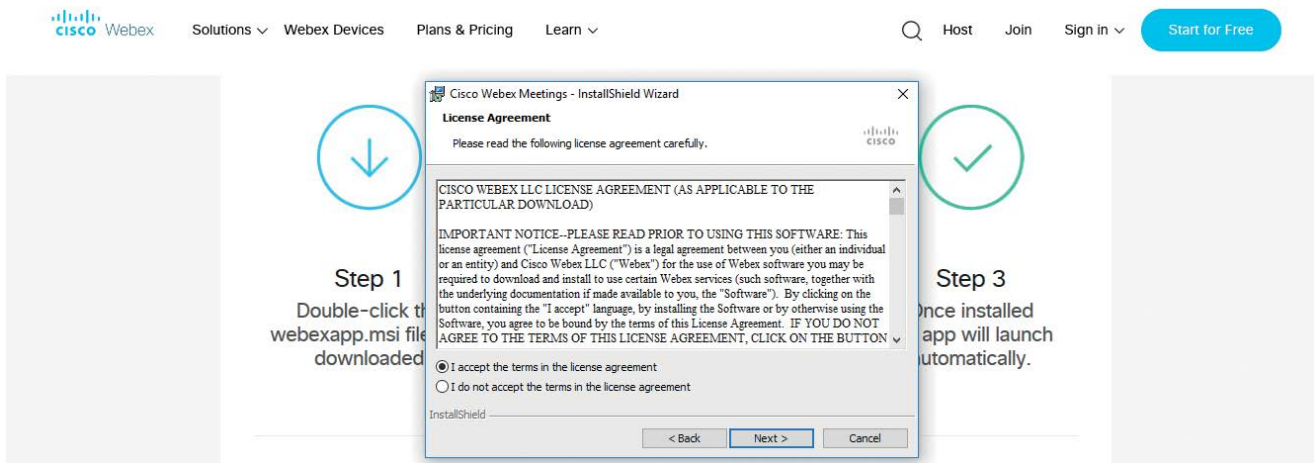 CISCO Webex Solutions Webex Devices Plans & Pricing Learn Host Join Sign in Start for Free
Cisco Webex Meetings - InstallShield Wizard
License Agreement
Please read the following license agreement carefully.
CISCO
CISCO WEBEX LLC LICENSE AGREEMENT (AS APPLICABLE TO THE
PARTICULAR DOWNLOAD)
IMPORTANT NOTICE--PLEASE READ PRIOR TO USING THIS SOFTWARE: This
license agreement ("License Agreement") is a legal agreement between you (either an individual
or an entity) and Cisco Webex LLC ("Webex") for the use of Webex software you may be
required to download and install to use certain Webex services (such software, together with
the underlying documentation if made available to you, the "Software"). By clicking on the
button containing the "I accept" language, by installing the Software or by otherwise using the
Software, you agree to be bound by the terms of this License Agreement. IF YOU DO NOT
AGREE TO THE TERMS OF THIS LICENSE AGREEMENT, CLICK ON THE BUTTON
I accept the terms in the license agreement
I do not accept the terms in the license agreement
InstallShield
< Back Next > Cancel
Step 1
Double-click
webexapp.msi
downloaded
Step 3
installed
app will launch